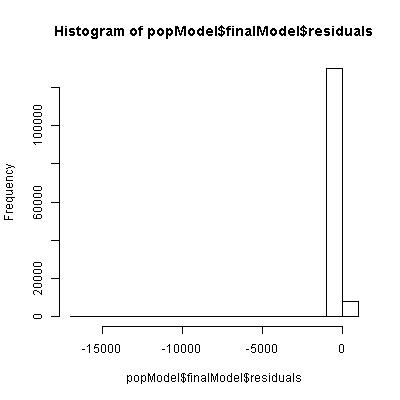 Histogram of popModel$finalModel$residuals
Frequency
100000
60000
20000
0
-15000 -10000 -5000 0
popModel$finalModel$residuals